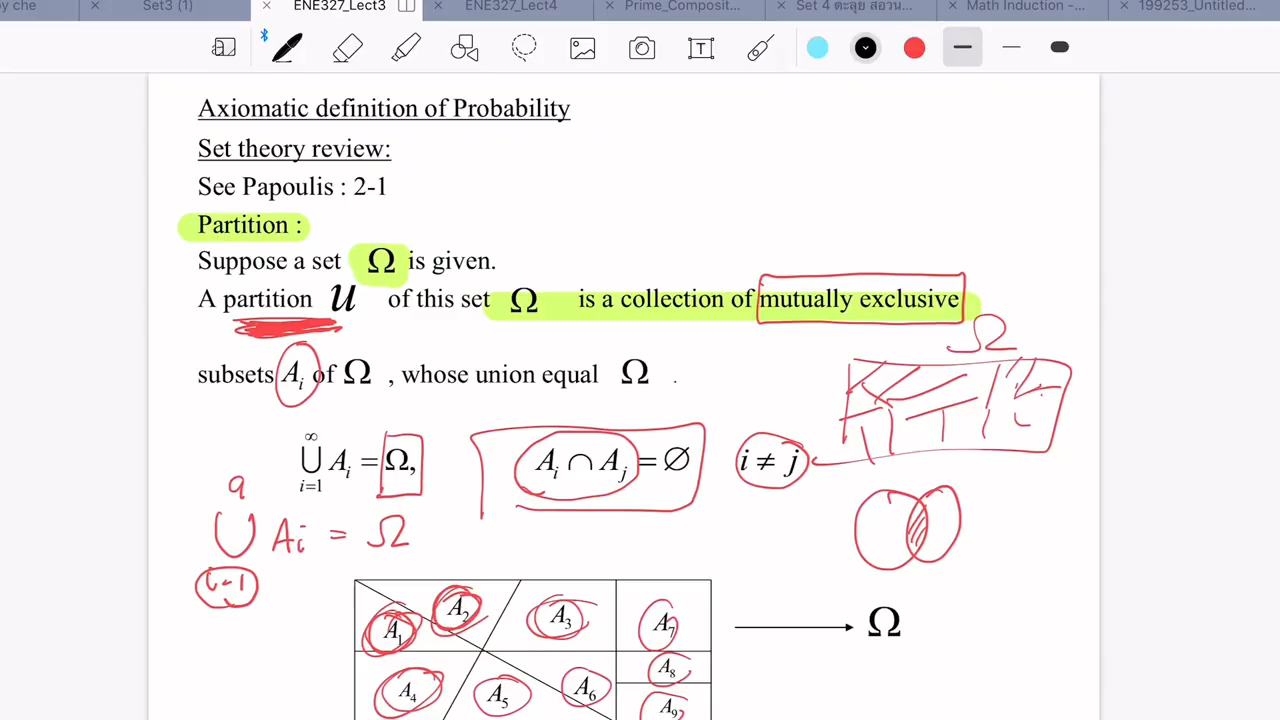 y che Set3 (1) ENE327_Lect3 ENE327_Lect4 Prime_Composit... Set 4 ตะลุย สอวน... Math Induction -... 199253_Untitled...
T
Axiomatic definition of Probability
Set theory review:
See Papoulis : 2-1
Partition :
Suppose a set Ω is given.
A partition u of this set Ω is a collection of mutually exclusive
Ω
subsets Aᵢ of Ω , whose union equal Ω .
∞
∪ Aᵢ = Ω, Aᵢ ∩ Aⱼ = ∅ i ≠ j
i=1
9
∪ Ai = Ω
i=1
A₁ A₂ A₃ A₇ Ω
A₈
A₄ A₅ A₆
A₉